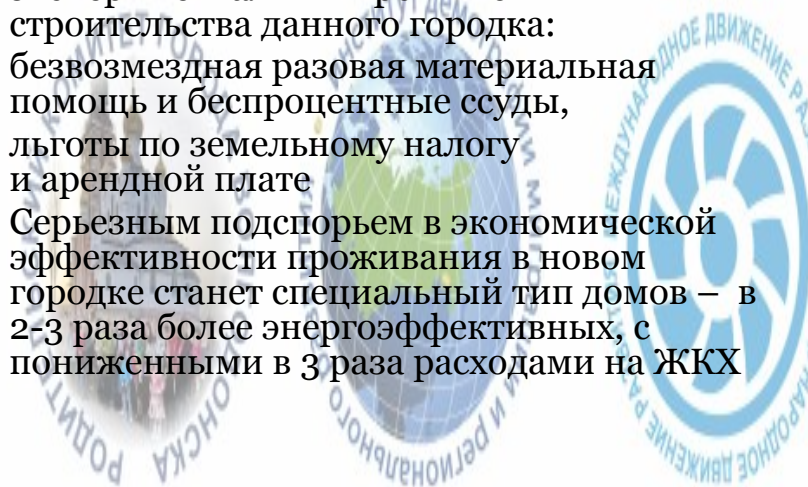 строительства данного городка:
безвозмездная разовая материальная
помощь и беспроцентные ссуды,
льготы по земельному налогу
и арендной плате
Серьезным подспорьем в экономической
эффективности проживания в новом
городке станет специальный тип домов – в
2-3 раза более энергоэффективных, с
пониженными в 3 раза расходами на ЖКХ